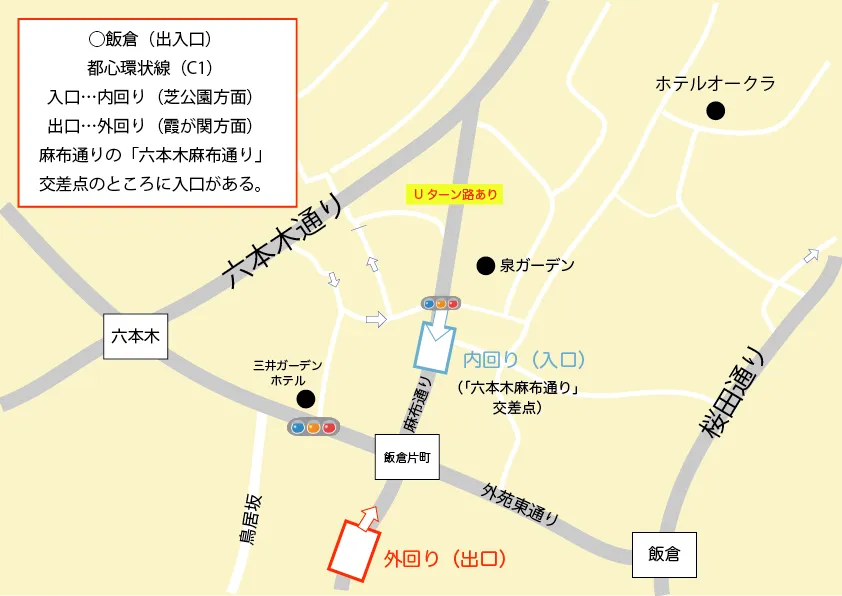 ○飯倉（出入口）
都心環状線（C1）
入口…内回り（芝公園方面）
出口…外回り（霞が関方面）
麻布通りの「六本木麻布通り」
交差点のところに入口がある。
ホテルオークラ
Uターン路あり
六本木通り
泉ガーデン
六本木
内回り（入口）
（「六本木麻布通り」
交差点）
三井ガーデン
ホテル
麻布通り
桜田通り
飯倉片町
外苑東通り
鳥居坂
外回り（出口）
飯倉